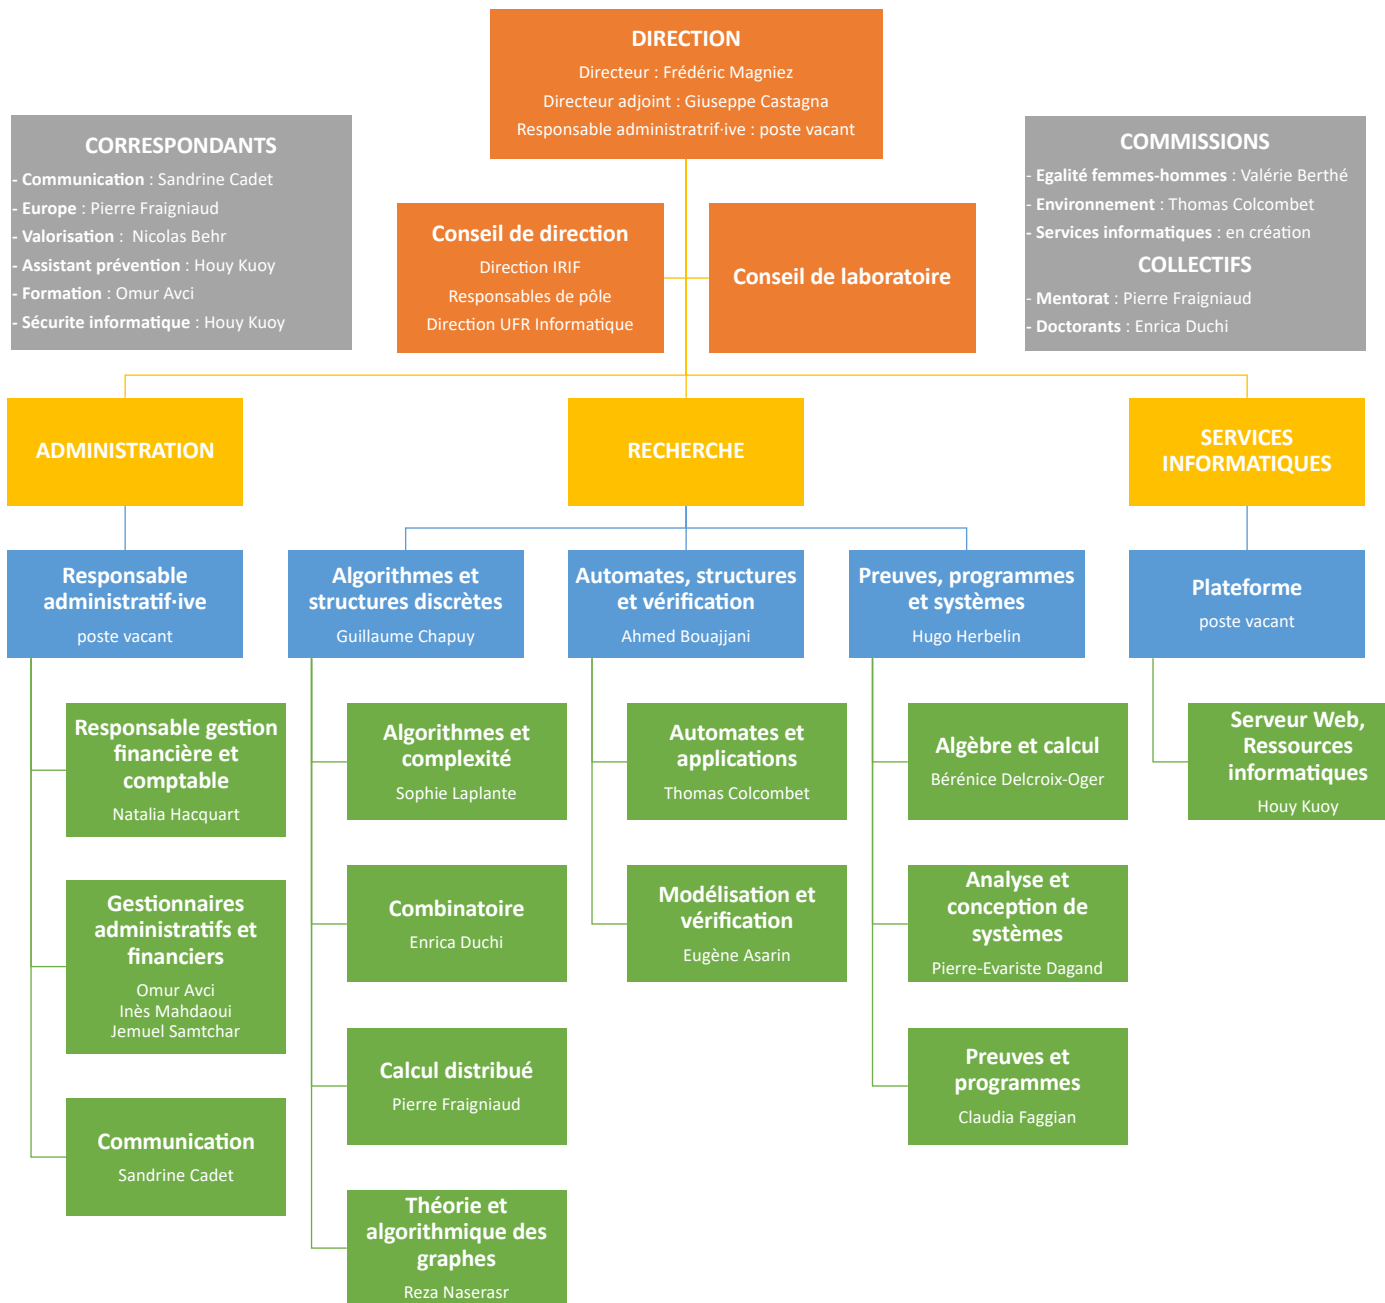 DIRECTION
Directeur : Frédéric Magniez
Directeur adjoint : Giuseppe Castagna
Responsable administratrif·ive : poste vacant
CORRESPONDANTS
- Communication : Sandrine Cadet
- Europe : Pierre Fraigniaud
- Valorisation :  Nicolas Behr
- Assistant prévention : Houy Kuoy
- Formation : Omur Avci
- Sécurite informatique : Houy Kuoy
COMMISSIONS
- Egalité femmes-hommes : Valérie Berthé
- Environnement : Thomas Colcombet
- Services informatiques : en création
COLLECTIFS
- Mentorat : Pierre Fraigniaud
- Doctorants : Enrica Duchi
Conseil de direction
Direction IRIF
Responsables de pôle
Direction UFR Informatique
Conseil de laboratoire
ADMINISTRATION
RECHERCHE
SERVICES
INFORMATIQUES
Responsable
administratif·ive
poste vacant
Algorithmes et
structures discrètes
Guillaume Chapuy
Automates, structures
et vérification
Ahmed Bouajjani
Preuves, programmes
et systèmes
Hugo Herbelin
Plateforme
poste vacant
Responsable gestion
financière et
comptable
Natalia Hacquart
Gestionnaires
administratifs et
financiers
Omur Avci
Inès Mahdaoui
Jemuel Samtchar
Communication
Sandrine Cadet
Algorithmes et
complexité
Sophie Laplante
Combinatoire
Enrica Duchi
Calcul distribué
Pierre Fraigniaud
Théorie et
algorithmique des
graphes
Reza Naserasr
Automates et
applications
Thomas Colcombet
Modélisation et
vérification
Eugène Asarin
Algèbre et calcul
Bérénice Delcroix-Oger
Analyse et
conception de
systèmes
Pierre-Evariste Dagand
Preuves et
programmes
Claudia Faggian
Serveur Web,
Ressources
informatiques
Houy Kuoy